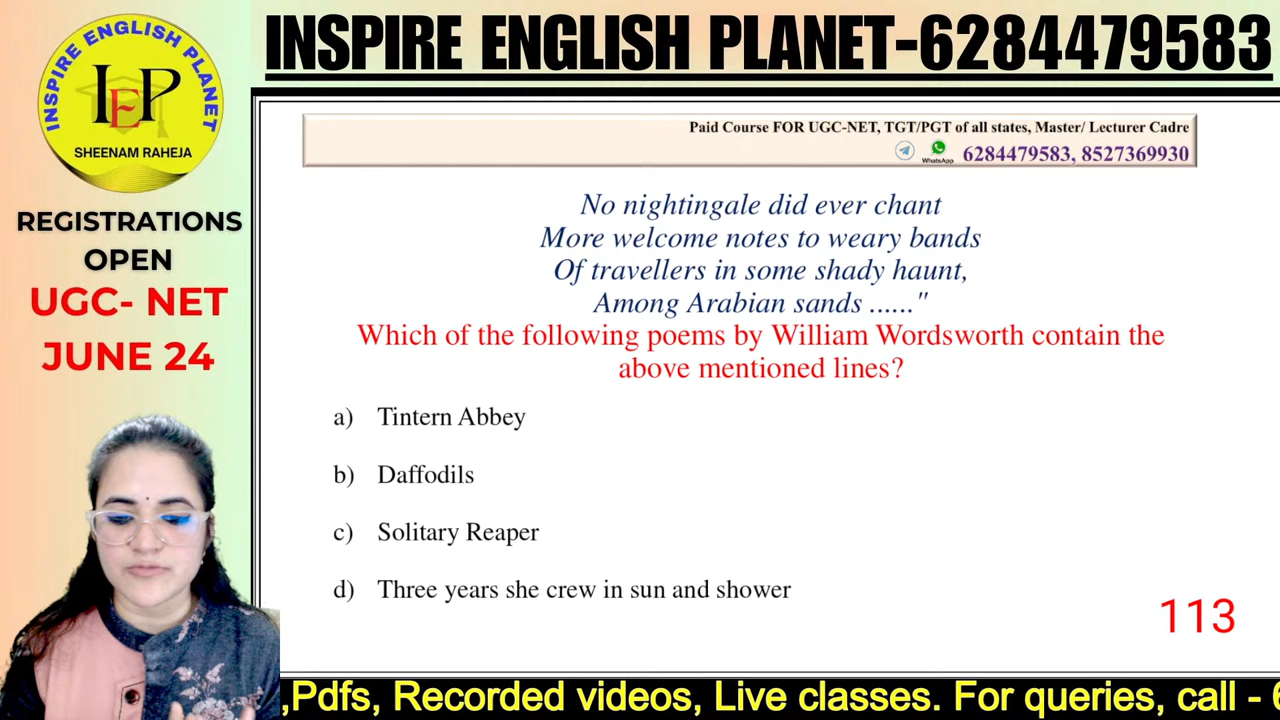 INSPIRE ENGLISH PLANET-6284479583
INSPIRE ENGLISH PLANET
IEP
SHEENAM RAHEJA
REGISTRATIONS
OPEN
UGC- NET
JUNE 24
Paid Course FOR UGC-NET, TGT/PGT of all states, Master/ Lecturer Cadre
WhatsApp 6284479583, 8527369930
No nightingale did ever chant
More welcome notes to weary bands
Of travellers in some shady haunt,
Among Arabian sands ......"
Which of the following poems by William Wordsworth contain the
above mentioned lines?
a) Tintern Abbey
b) Daffodils
c) Solitary Reaper
d) Three years she crew in sun and shower
113
,Pdfs, Recorded videos, Live classes. For queries, call - 6